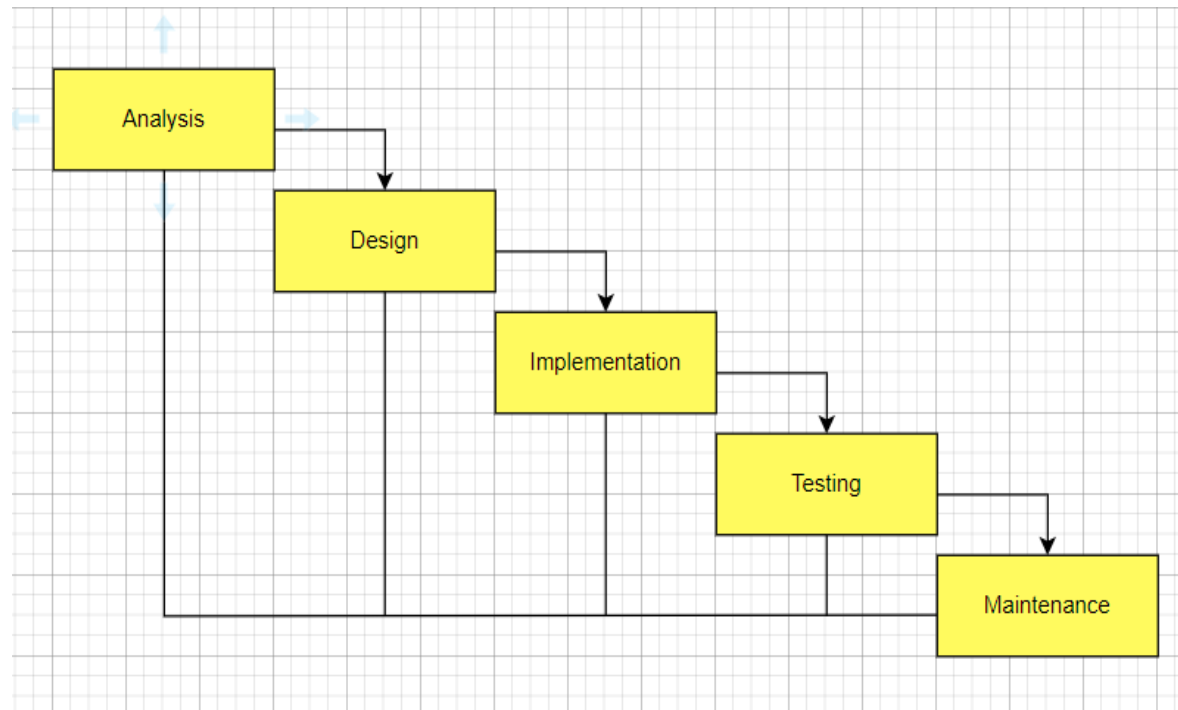 Analysis
Design
Implementation
Testing
Maintenance